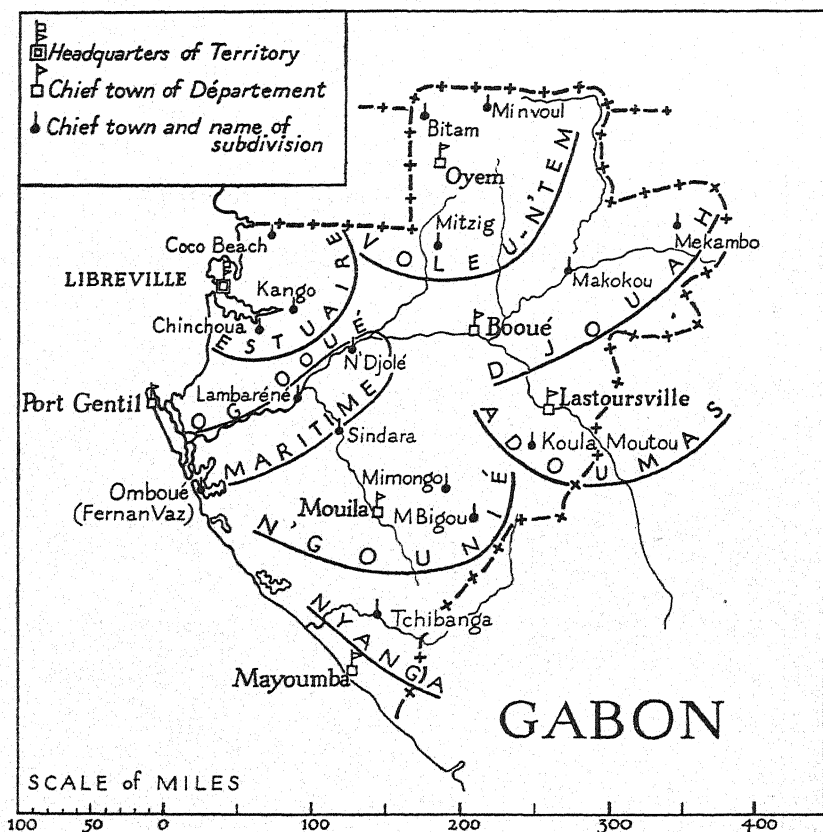 Headquarters of Territory
Chief town of Département
Chief town and name of
subdivision
Minvoul
Bitam
Oyem
VOLEU-N'TEM
Mitzig
Coco Beach
Mekambo
LIBREVILLE
Kango
Makokou
Chinchoua
ESTUAIRE
Booué
DJOUAH
N'Djolé
OGOOUÉ
MARITIME
Port Gentil
Lambaréné
Lastoursville
ADOUMAS
Sindara
Koula Moutou
Omboué
(Fernan Vaz)
Mimongo
Mouila
M Bigou
N'GOUNIÉ
Tchibanga
NYANGA
Mayoumba
GABON
SCALE of MILES
100 50 0 100 200 300 400